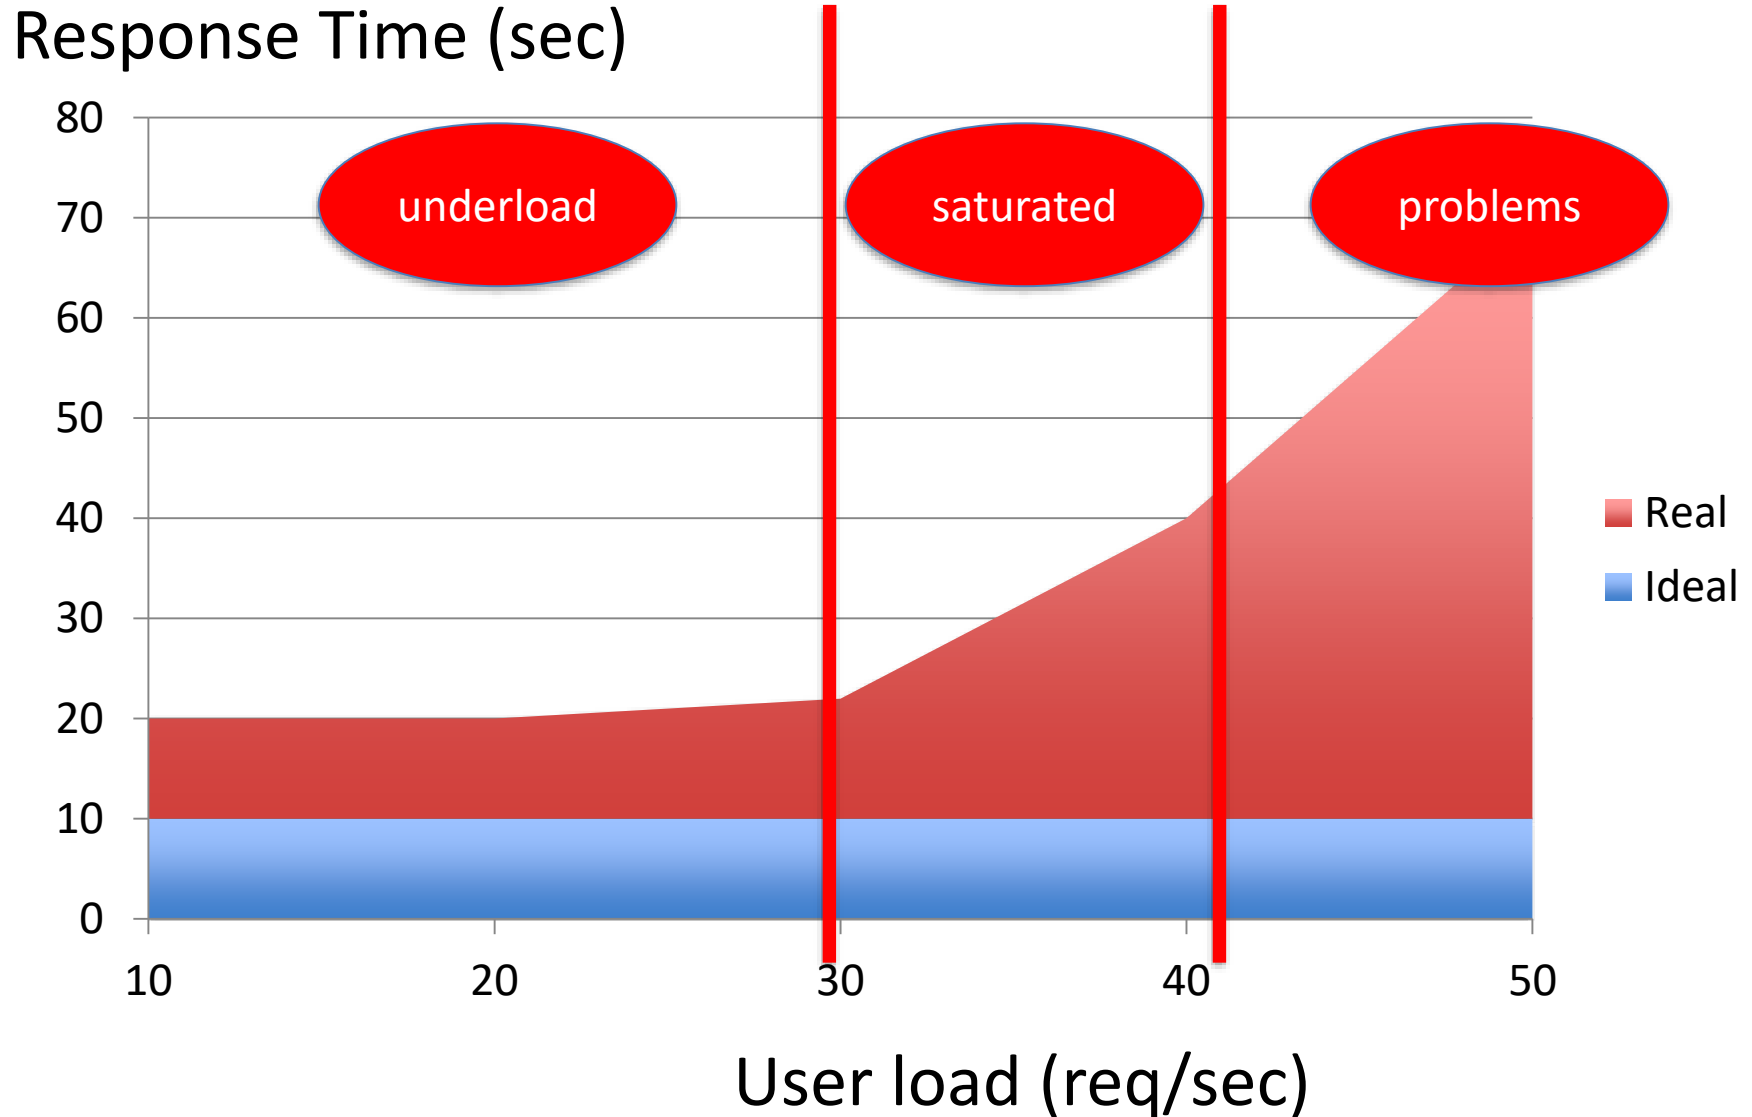 Response Time (sec)
80
70
60
50
40
30
20
10
0
underload
saturated
problems
Real
Ideal
10 20 30 40 50
User load (req/sec)